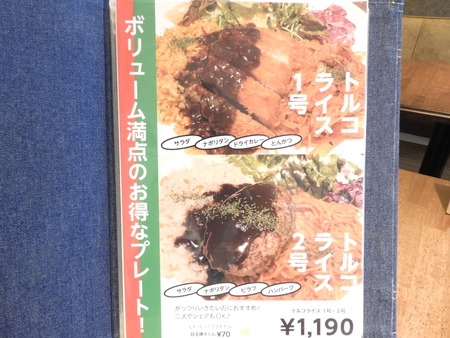 ボリューム満点のお得なプレート!
トルコ
ライス
1号
サラダ
ナポリタン
ドライカレー
とんかつ
トルコ
ライス
2号
サラダ
ナポリタン
ピラフ
ハンバーグ
がっつりいきたい方におすすめ!
二人でシェアもOK♪
目玉焼き ¥70
トルコライス 1号・2号
¥1,190